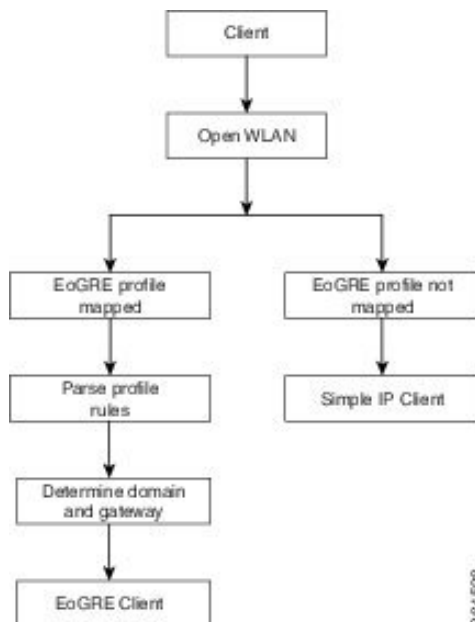 Client
Open WLAN
EoGRE profile
mapped
EoGRE profile not
mapped
Parse profile
rules
Simple IP Client
Determine domain
and gateway
EoGRE Client